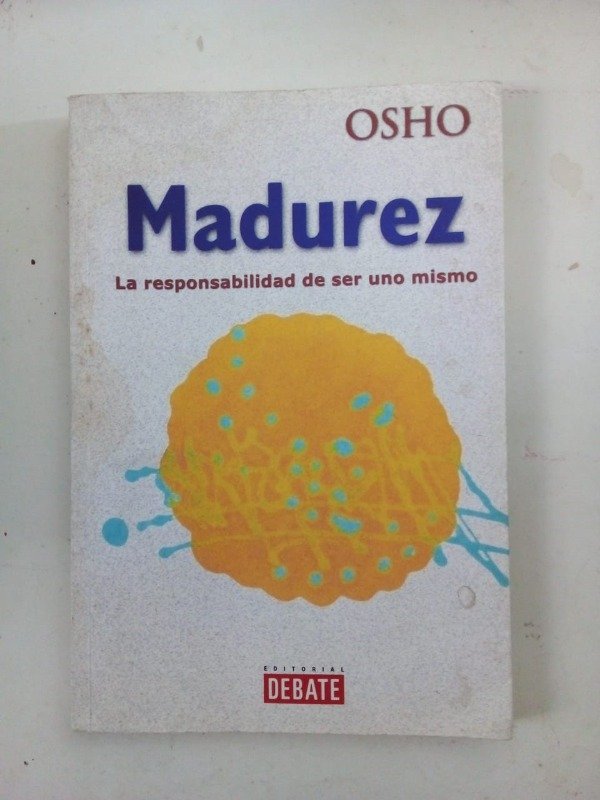 OSHO
Madurez
La responsabilidad de ser uno mismo
EDITORIAL
DEBATE